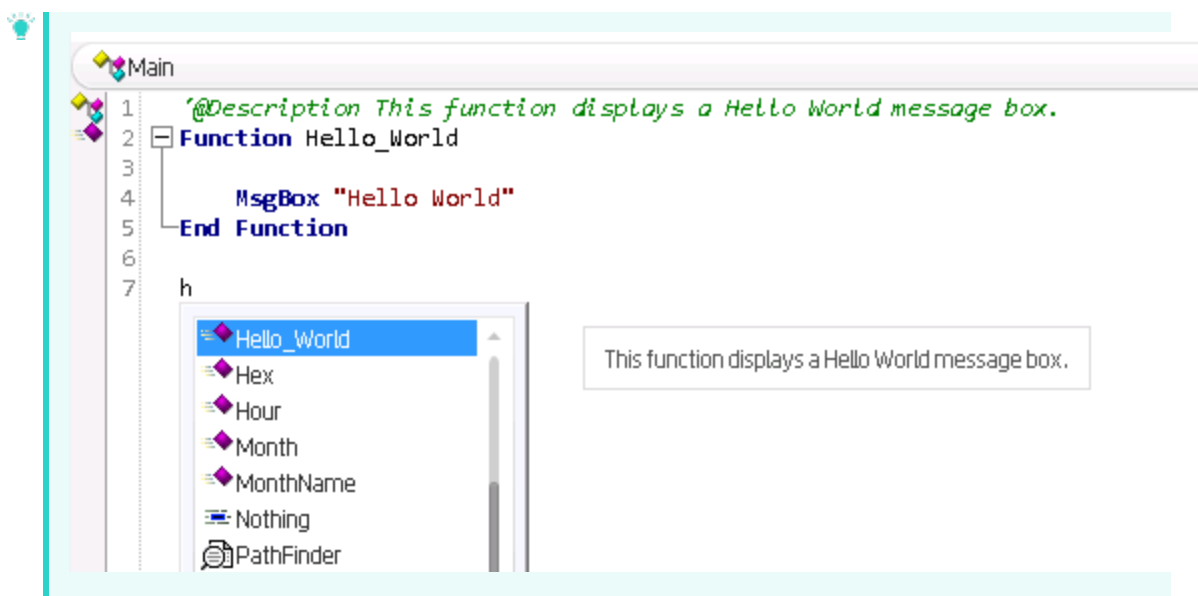 Main
1 '@Description This function displays a Hello World message box.
2 Function Hello_World
3
4 MsgBox "Hello World"
5 End Function
6
7 h
Hello_World
This function displays a Hello World message box.
Hex
Hour
Month
MonthName
Nothing
PathFinder